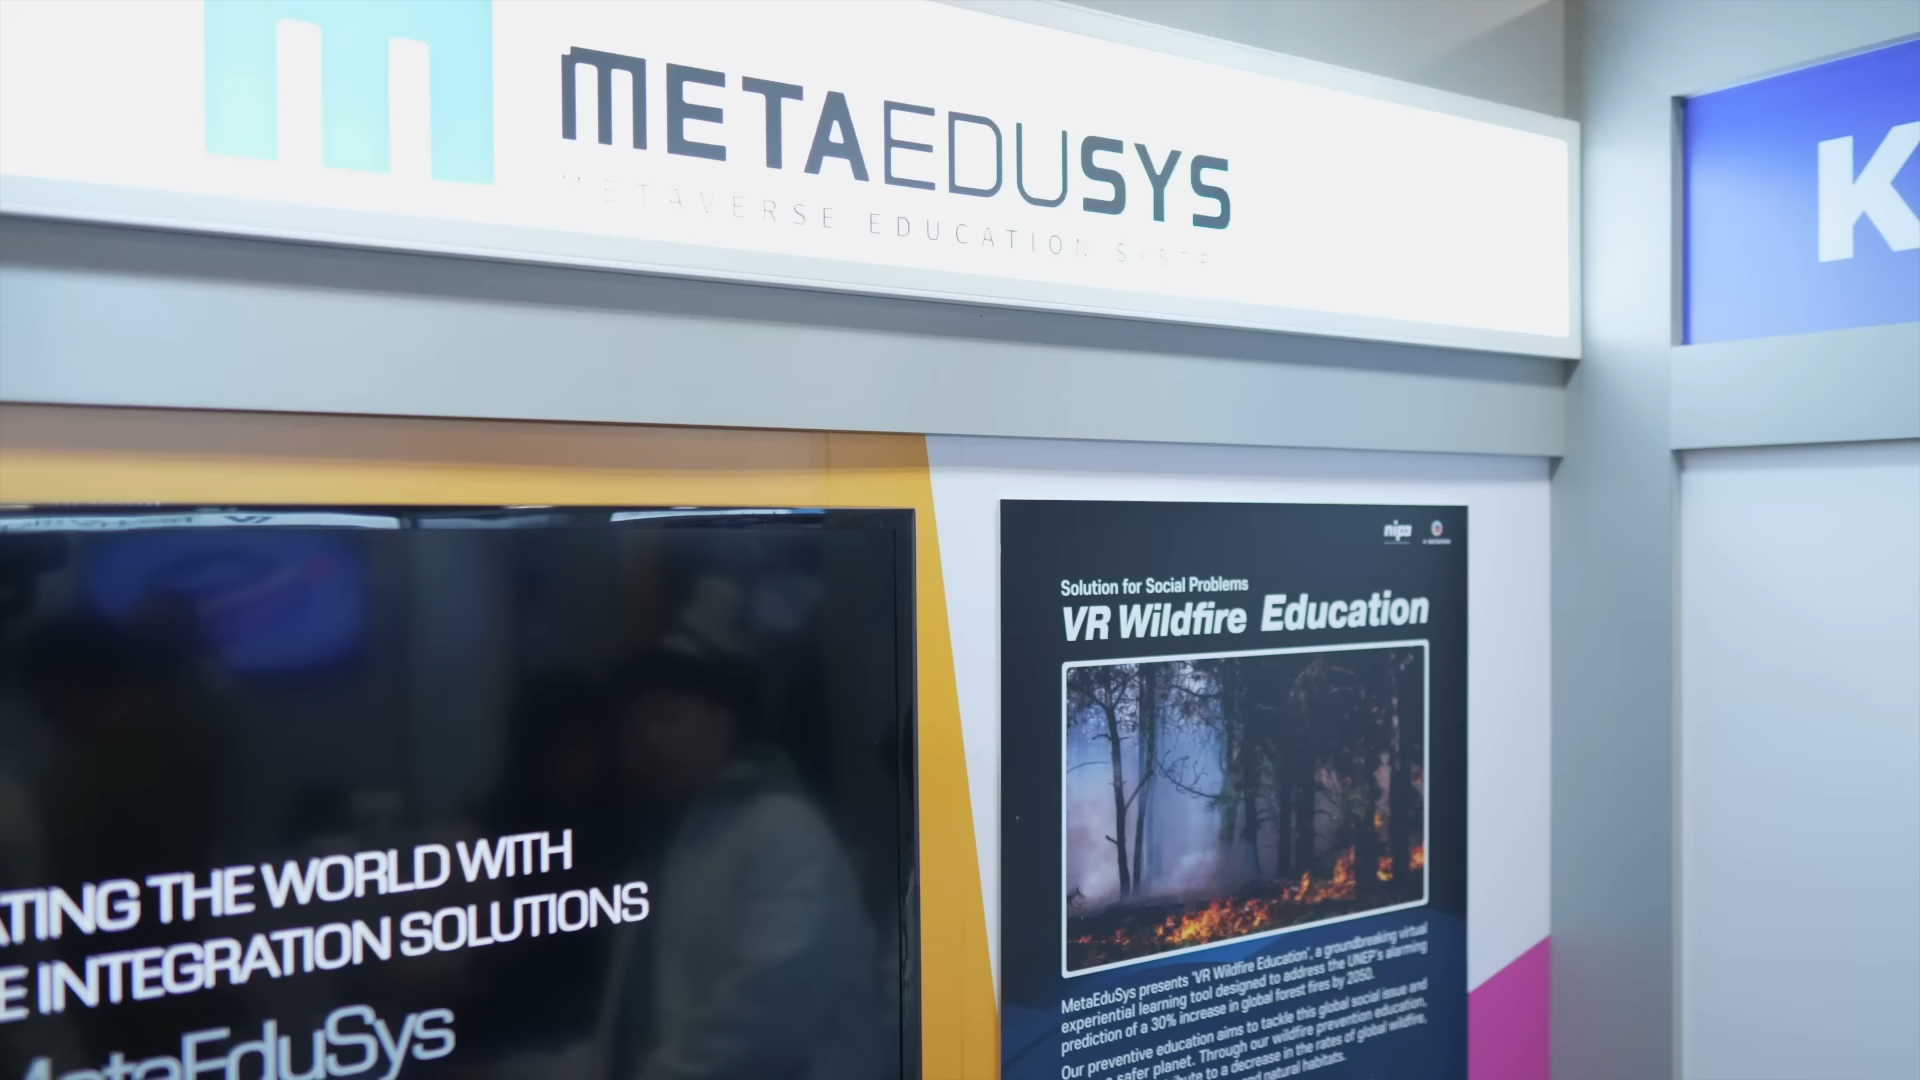 METAEDUSYS
METAVERSE EDUCATION
K
nipa
Solution for Social Problems
VR Wildfire Education
MetaEduSys presents 'VR Wildfire Education', a groundbreaking virtual
experiential learning tool designed to address the UNEP's alarming
prediction of a 30% increase in global forest fires by 2050.
Our preventive education aims to tackle this global social issue and
safer planet. Through our wildfire prevention education,
to a decrease in the rates of global wildfire,
and natural habitats.
ATING THE WORLD WITH
E INTEGRATION SOLUTIONS
MetaEduSys